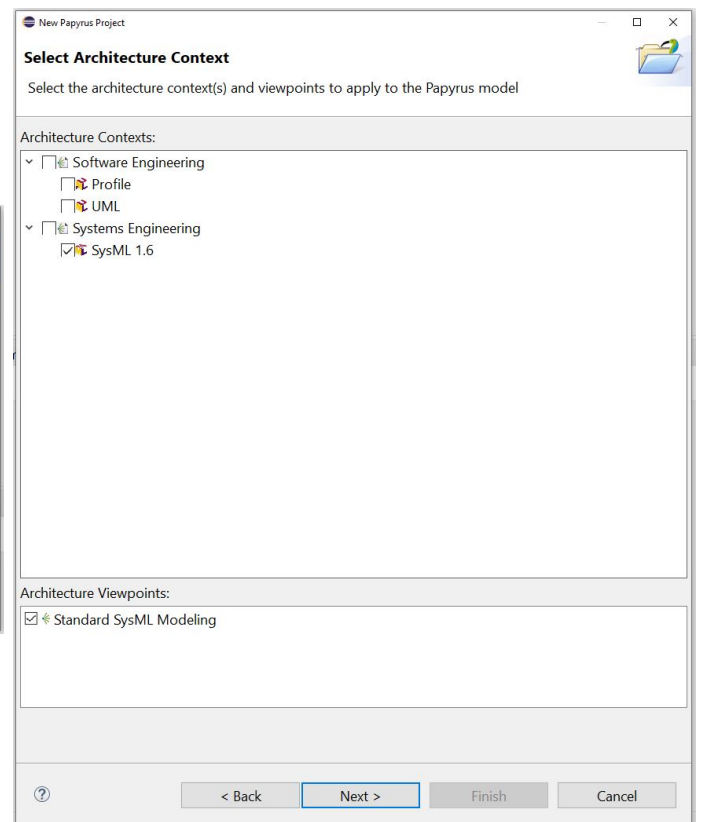 New Papyrus Project
Select Architecture Context
Select the architecture context(s) and viewpoints to apply to the Papyrus model
Architecture Contexts:
Software Engineering
Profile
UML
Systems Engineering
SysML 1.6
Architecture Viewpoints:
Standard SysML Modeling
? < Back Next > Finish Cancel